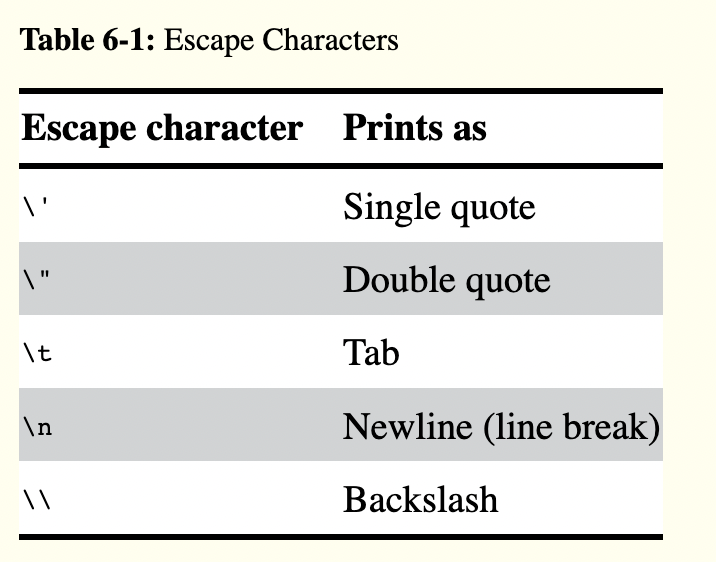 Table 6-1: Escape Characters
Escape character Prints as
\' Single quote
\" Double quote
\t Tab
\n Newline (line break)
\\ Backslash